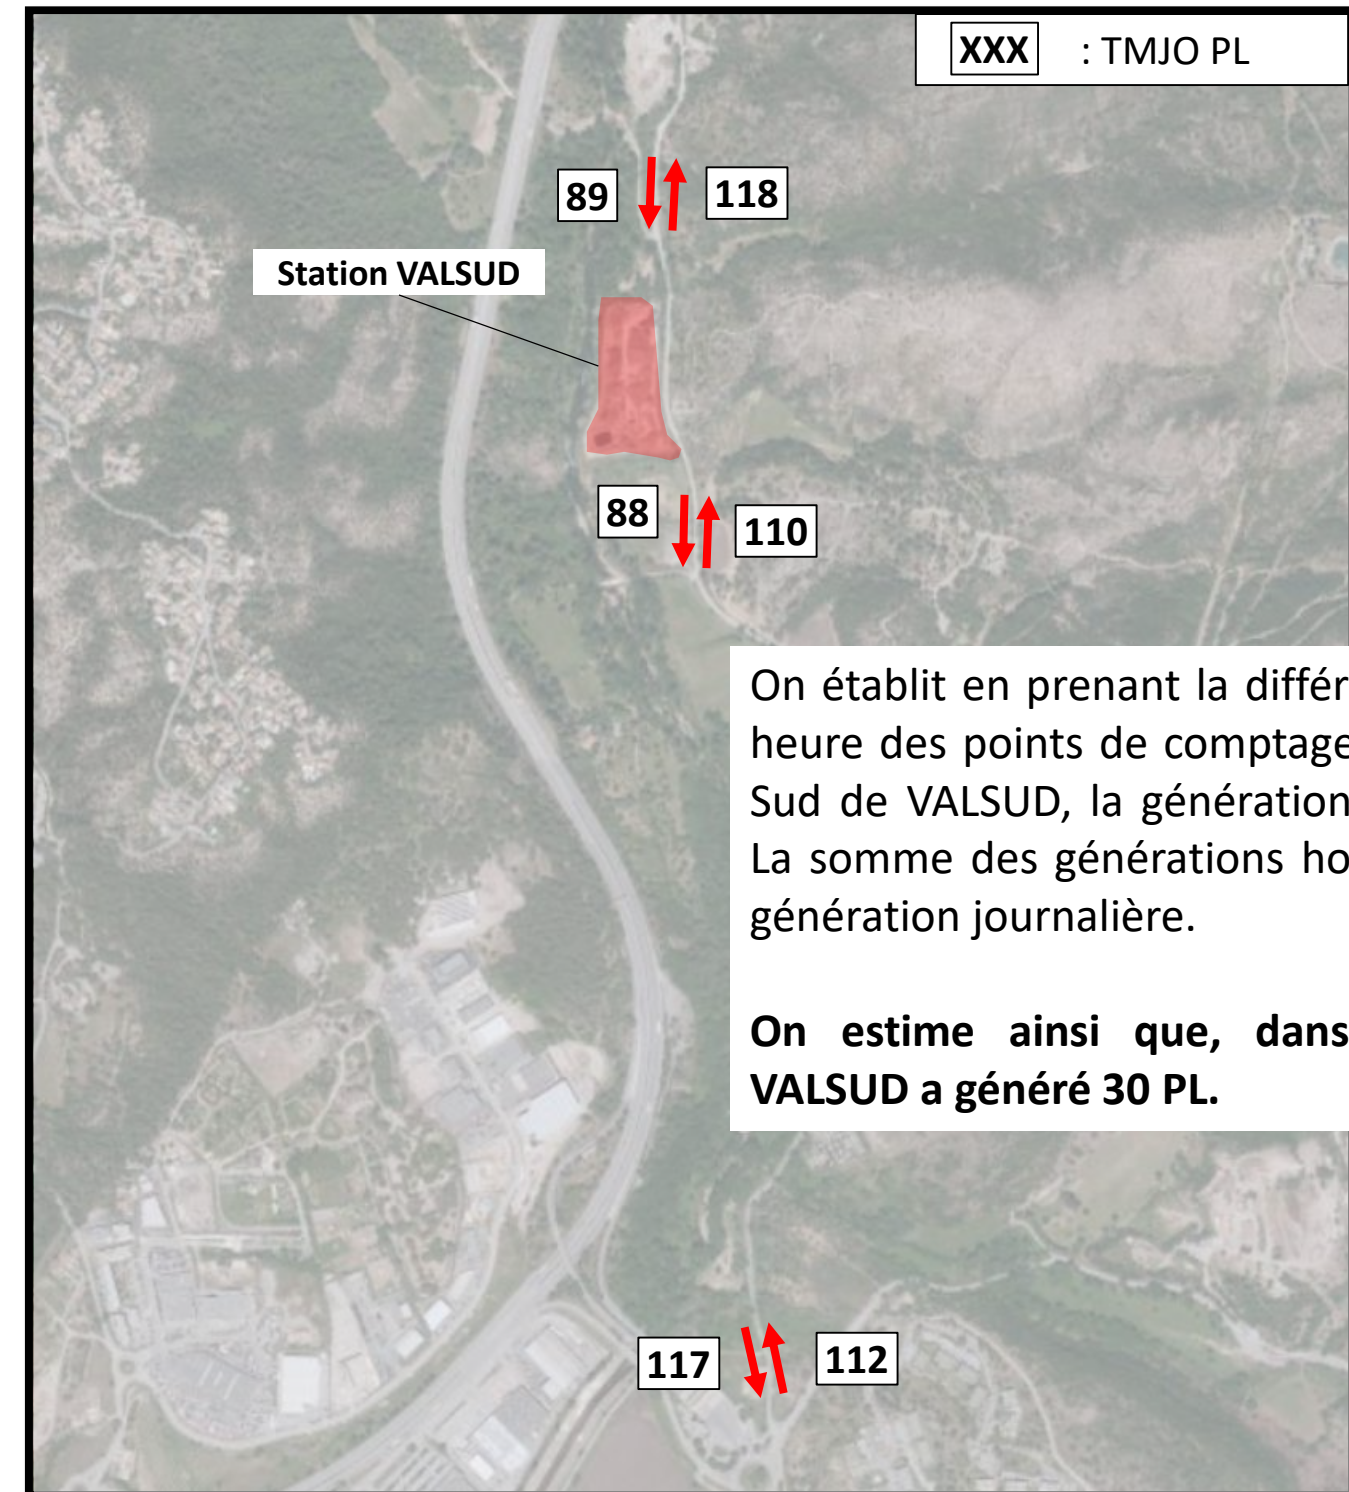 XXX : TMJO PL
89 118
Station VALSUD
88 110
On établit en prenant la différ
heure des points de comptage
Sud de VALSUD, la génération
La somme des générations ho
génération journalière.
On estime ainsi que, dans
VALSUD a généré 30 PL.
117 112